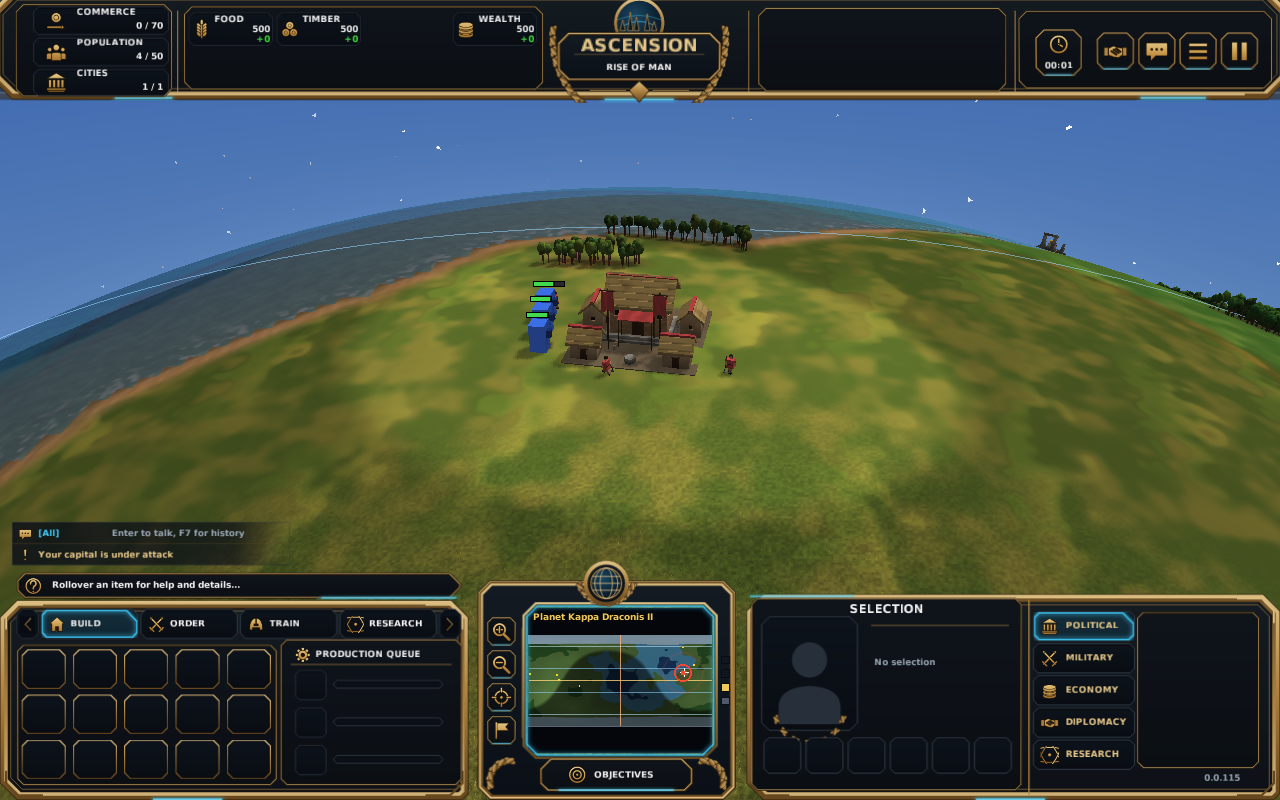 COMMERCE
0 / 70
POPULATION
4 / 50
CITIES
1 / 1
FOOD
500
+0
TIMBER
500
+0
WEALTH
500
+0
ASCENSION
RISE OF MAN
00:01
[All] Enter to talk, F7 for history
! Your capital is under attack
? Rollover an item for help and details...
BUILD
ORDER
TRAIN
RESEARCH
PRODUCTION QUEUE
Planet Kappa Draconis II
OBJECTIVES
SELECTION
No selection
POLITICAL
MILITARY
ECONOMY
DIPLOMACY
RESEARCH
0.0.115